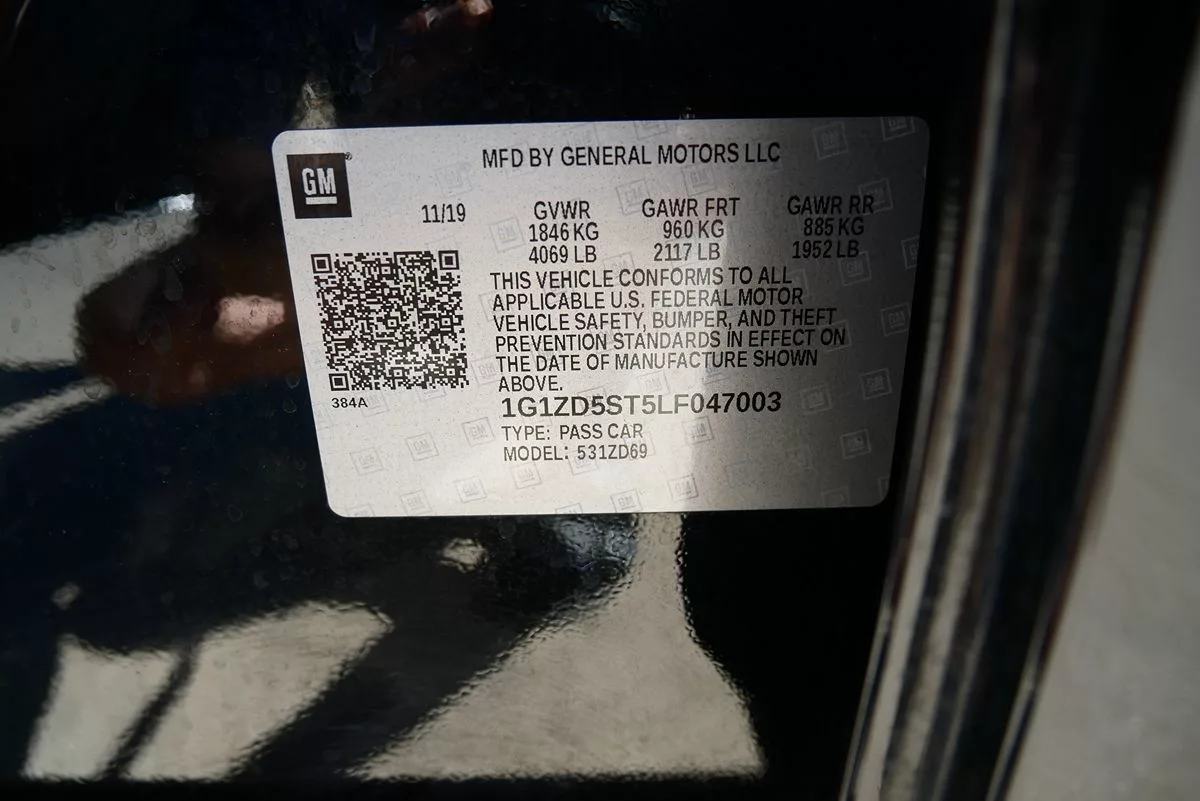 GM
MFD BY GENERAL MOTORS LLC
11/19
GVWR
1846 KG
4069 LB
GAWR FRT
960 KG
2117 LB
GAWR RR
885 KG
1952 LB
THIS VEHICLE CONFORMS TO ALL
APPLICABLE U.S. FEDERAL MOTOR
VEHICLE SAFETY, BUMPER, AND THEFT
PREVENTION STANDARDS IN EFFECT ON
THE DATE OF MANUFACTURE SHOWN
ABOVE.
384A
1G1ZD5ST5LF047003
TYPE: PASS CAR
MODEL: 531ZD69